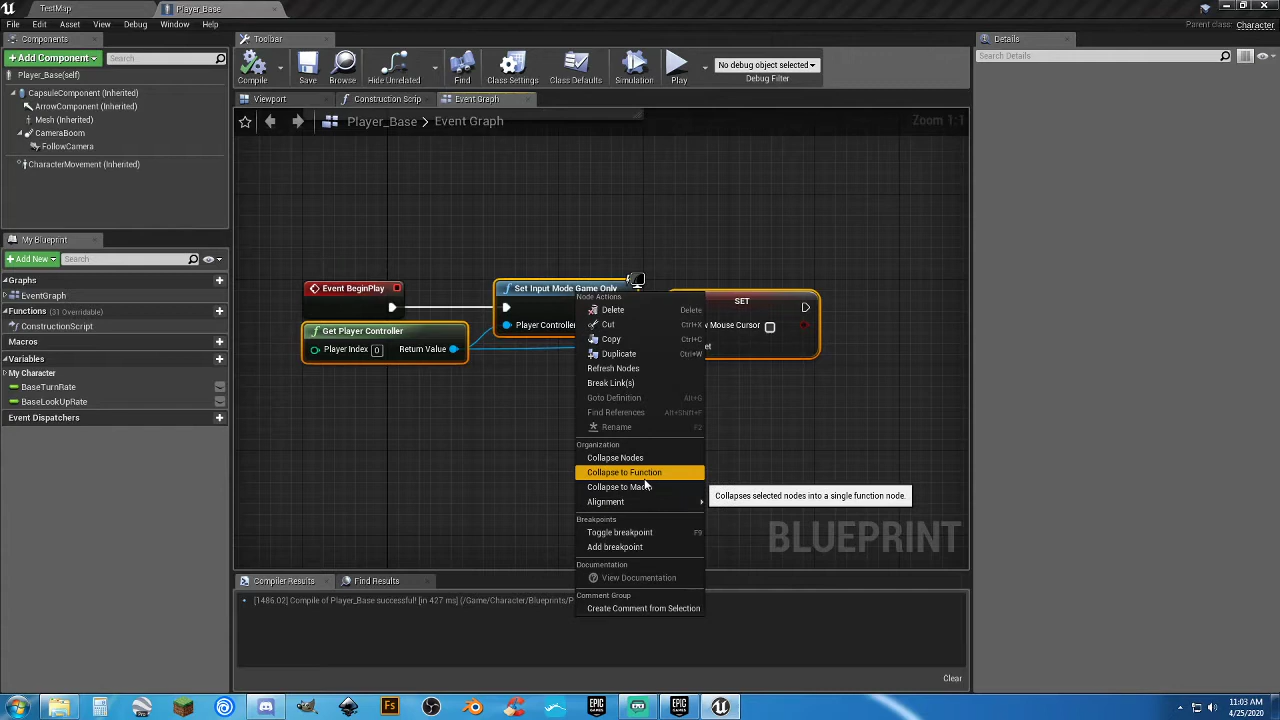 TestMap
Player_Base
File Edit Asset View Debug Window Help
Parent class: Character
Components
+Add Component
Search
Player_Base(self)
CapsuleComponent (Inherited)
ArrowComponent (Inherited)
Mesh (Inherited)
CameraBoom
FollowCamera
CharacterMovement (Inherited)
My Blueprint
+Add New
Search
Graphs
EventGraph
Functions (31 Overridable)
ConstructionScript
Macros
Variables
My Character
BaseTurnRate
BaseLookUpRate
Event Dispatchers
Toolbar
Compile
Save
Browse
Hide Unrelated
Find
Class Settings
Class Defaults
Simulation
Play
No debug object selected
Debug Filter
Viewport
Construction Scrip
Event Graph
Player_Base > Event Graph
Zoom 1:1
Event BeginPlay
Get Player Controller
Player Index 0
Return Value
Set Input Mode Game Only
Player Controller
SET
w Mouse Cursor
get
Node Actions
Delete Delete
Cut Ctrl+X
Copy Ctrl+C
Duplicate Ctrl+W
Refresh Nodes
Break Link(s)
Goto Definition Alt+G
Find References Alt+Shift+F
Rename F2
Organization
Collapse Nodes
Collapse to Function
Collapse to Macro
Alignment
Breakpoints
Toggle breakpoint F9
Add breakpoint
Documentation
View Documentation
Comment Group
Create Comment from Selection
Collapses selected nodes into a single function node.
BLUEPRINT
Compiler Results
Find Results
[1486.02] Compile of Player_Base successful! [in 427 ms] (/Game/Character/Blueprints/P
Clear
Details
Search Details
Fs
EPIC GAMES
EPIC GAMES
11:03 AM
4/25/2020